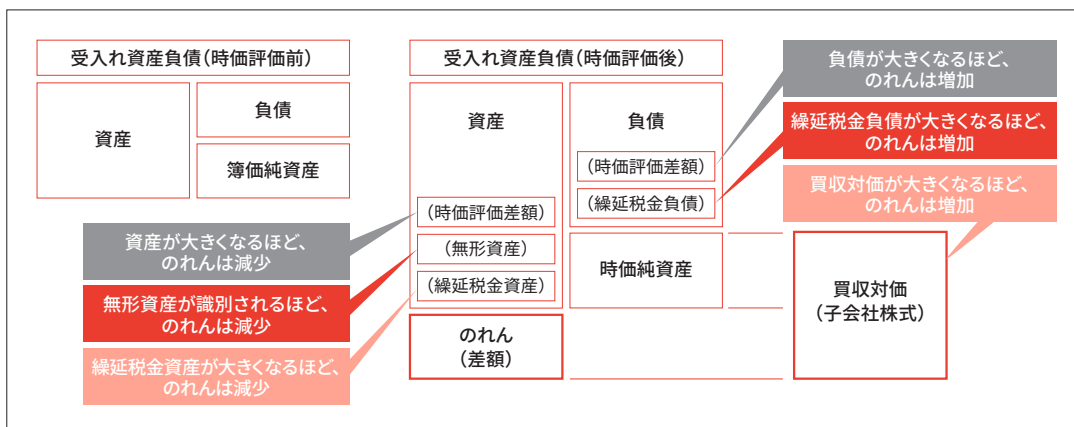 受入れ資産負債（時価評価前）
資産
負債
簿価純資産
受入れ資産負債（時価評価後）
資産
（時価評価差額）
（無形資産）
（繰延税金資産）
負債
（時価評価差額）
（繰延税金負債）
時価純資産
のれん
（差額）
買収対価
（子会社株式）
負債が大きくなるほど、
のれんは増加
繰延税金負債が大きくなるほど、
のれんは増加
買収対価が大きくなるほど、
のれんは増加
資産が大きくなるほど、
のれんは減少
無形資産が識別されるほど、
のれんは減少
繰延税金資産が大きくなるほど、
のれんは減少